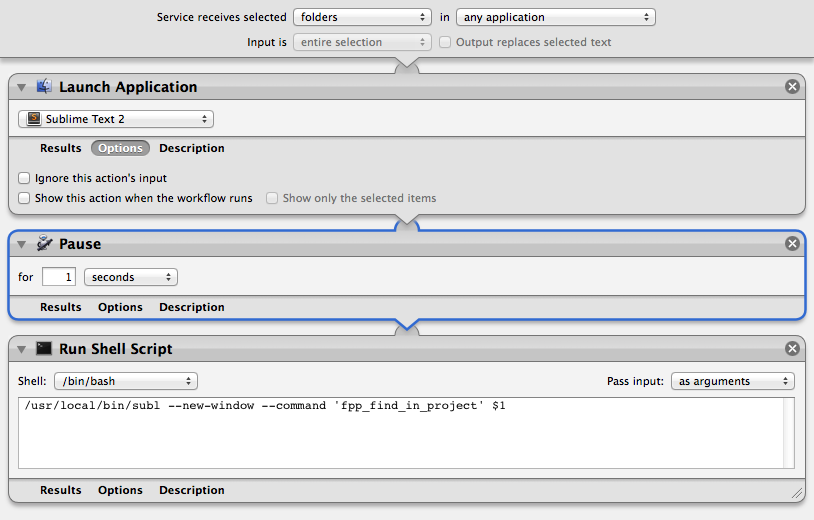 Service receives selected folders in any application
Input is entire selection Output replaces selected text
Launch Application
Sublime Text 2
Results Options Description
Ignore this action's input
Show this action when the workflow runs Show only the selected items
Pause
for 1 seconds
Results Options Description
Run Shell Script
Shell: /bin/bash Pass input: as arguments
/usr/local/bin/subl --new-window --command 'fpp_find_in_project' $1
Results Options Description